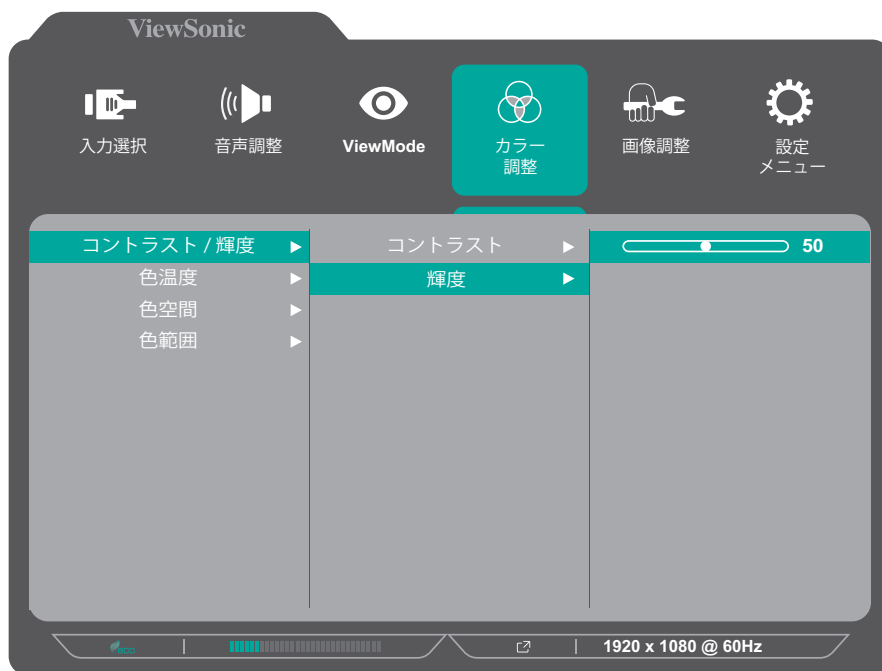 ViewSonic
入力選択
音声調整
ViewMode
カラー
調整
画像調整
設定
メニュー
コントラスト / 輝度
コントラスト
50
色温度
輝度
色空間
色範囲
eco
1920 x 1080 @ 60Hz